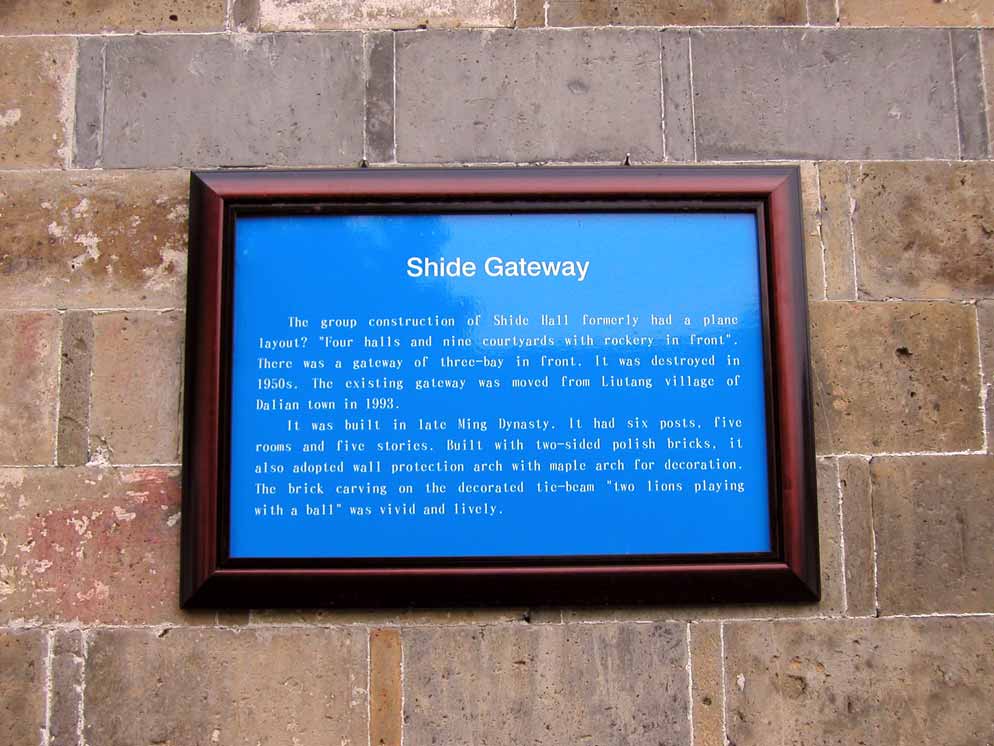 Shide Gateway
The group construction of Shide Hall formerly had a plane
layout? "Four halls and nine courtyards with rockery in front".
There was a gateway of three-bay in front. It was destroyed in
1950s. The existing gateway was moved from Liutang village of
Dalian town in 1993.
It was built in late Ming Dynasty. It had six posts, five
rooms and five stories. Built with two-sided polish bricks, it
also adopted wall protection arch with maple arch for decoration.
The brick carving on the decorated tie-beam "two lions playing
with a ball" was vivid and lively.